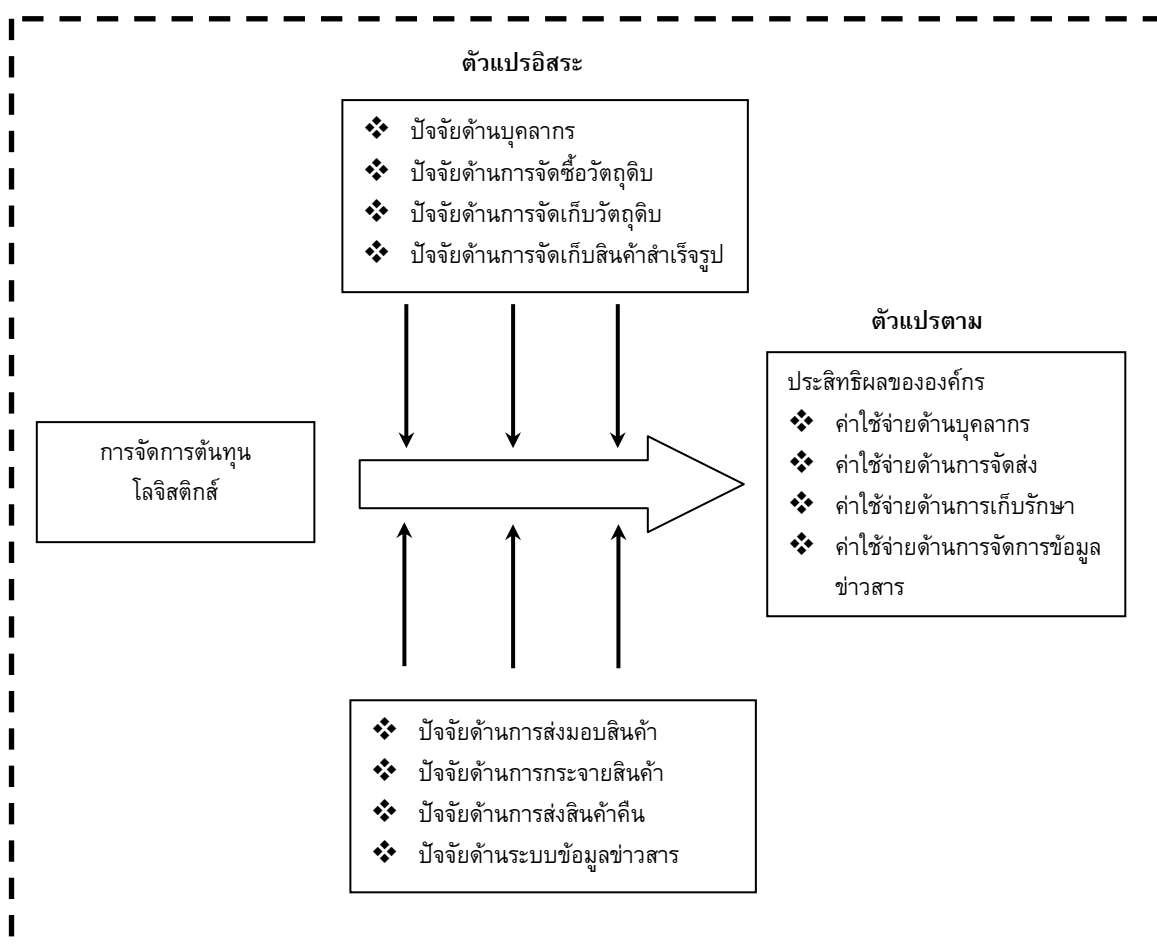 ตัวแปรอิสระ
❖ ปัจจัยด้านบุคลากร
❖ ปัจจัยด้านการจัดซื้อวัตถุดิบ
❖ ปัจจัยด้านการจัดเก็บวัตถุดิบ
❖ ปัจจัยด้านการจัดเก็บสินค้าสำเร็จรูป
ตัวแปรตาม
ประสิทธิผลขององค์กร
❖ ค่าใช้จ่ายด้านบุคลากร
❖ ค่าใช้จ่ายด้านการจัดส่ง
❖ ค่าใช้จ่ายด้านการเก็บรักษา
❖ ค่าใช้จ่ายด้านการจัดการข้อมูล
ข่าวสาร
การจัดการต้นทุน
โลจิสติกส์
❖ ปัจจัยด้านการส่งมอบสินค้า
❖ ปัจจัยด้านการกระจายสินค้า
❖ ปัจจัยด้านการส่งสินค้าคืน
❖ ปัจจัยด้านระบบข้อมูลข่าวสาร